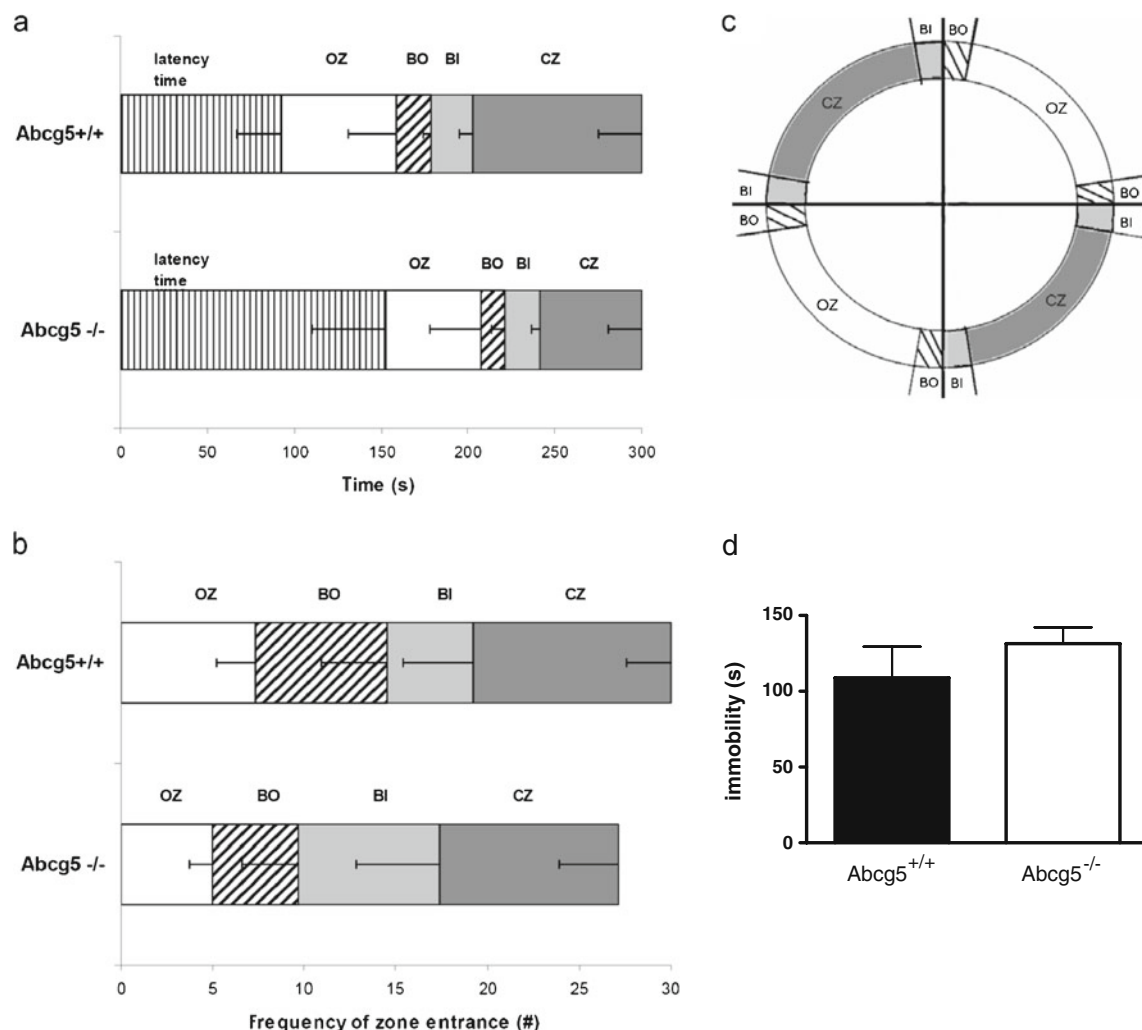 a
latency
time
OZ BO BI CZ
Abcg5+/+
latency
time
OZ BO BI CZ
Abcg5 -/-
0 50 100 150 200 250 300
Time (s)
b
OZ BO BI CZ
Abcg5+/+
OZ BO BI CZ
Abcg5 -/-
0 5 10 15 20 25 30
Frequency of zone entrance (#)
c
BI BO
CZ OZ
BI BO
BO BI
OZ CZ
BO BI
d
150
100
50
0
immobility (s)
Abcg5+/+ Abcg5-/-